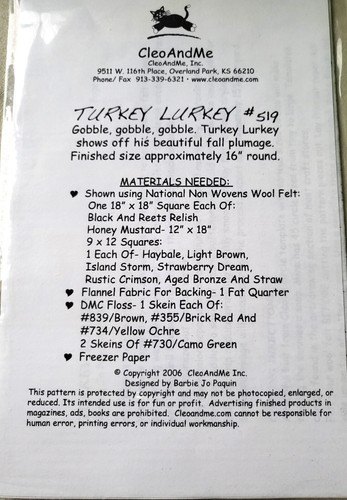 CleoAndMe
CleoAndMe, Inc.
9511 W. 116th Place, Overland Park, KS 66210
Phone/ Fax 913-339-6321 · www.cleoandme.com
TURKEY LURKEY #519
Gobble, gobble, gobble. Turkey Lurkey
shows off his beautiful fall plumage.
Finished size approximately 16" round.
MATERIALS NEEDED:
♥ Shown using National Non Wovens Wool Felt:
One 18" x 18" Square Each Of:
Black And Reets Relish
Honey Mustard- 12" x 18"
9 x 12 Squares:
1 Each Of- Haybale, Light Brown,
Island Storm, Strawberry Dream,
Rustic Crimson, Aged Bronze And Straw
♥ Flannel Fabric For Backing- 1 Fat Quarter
♥ DMC Floss- 1 Skein Each Of:
#839/Brown, #355/Brick Red And
#734/Yellow Ochre
2 Skeins Of #730/Camo Green
♥ Freezer Paper
© Copyright 2006 CleoAndMe Inc.
Designed by Barbie Jo Paquin
This pattern is protected by copyright and may not be photocopied, enlarged, or
reduced. Its intended use is for fun or profit. Advertising finished products in
magazines, ads, books are prohibited. Cleoandme.com cannot be responsible for
human error, printing errors, or individual workmanship.